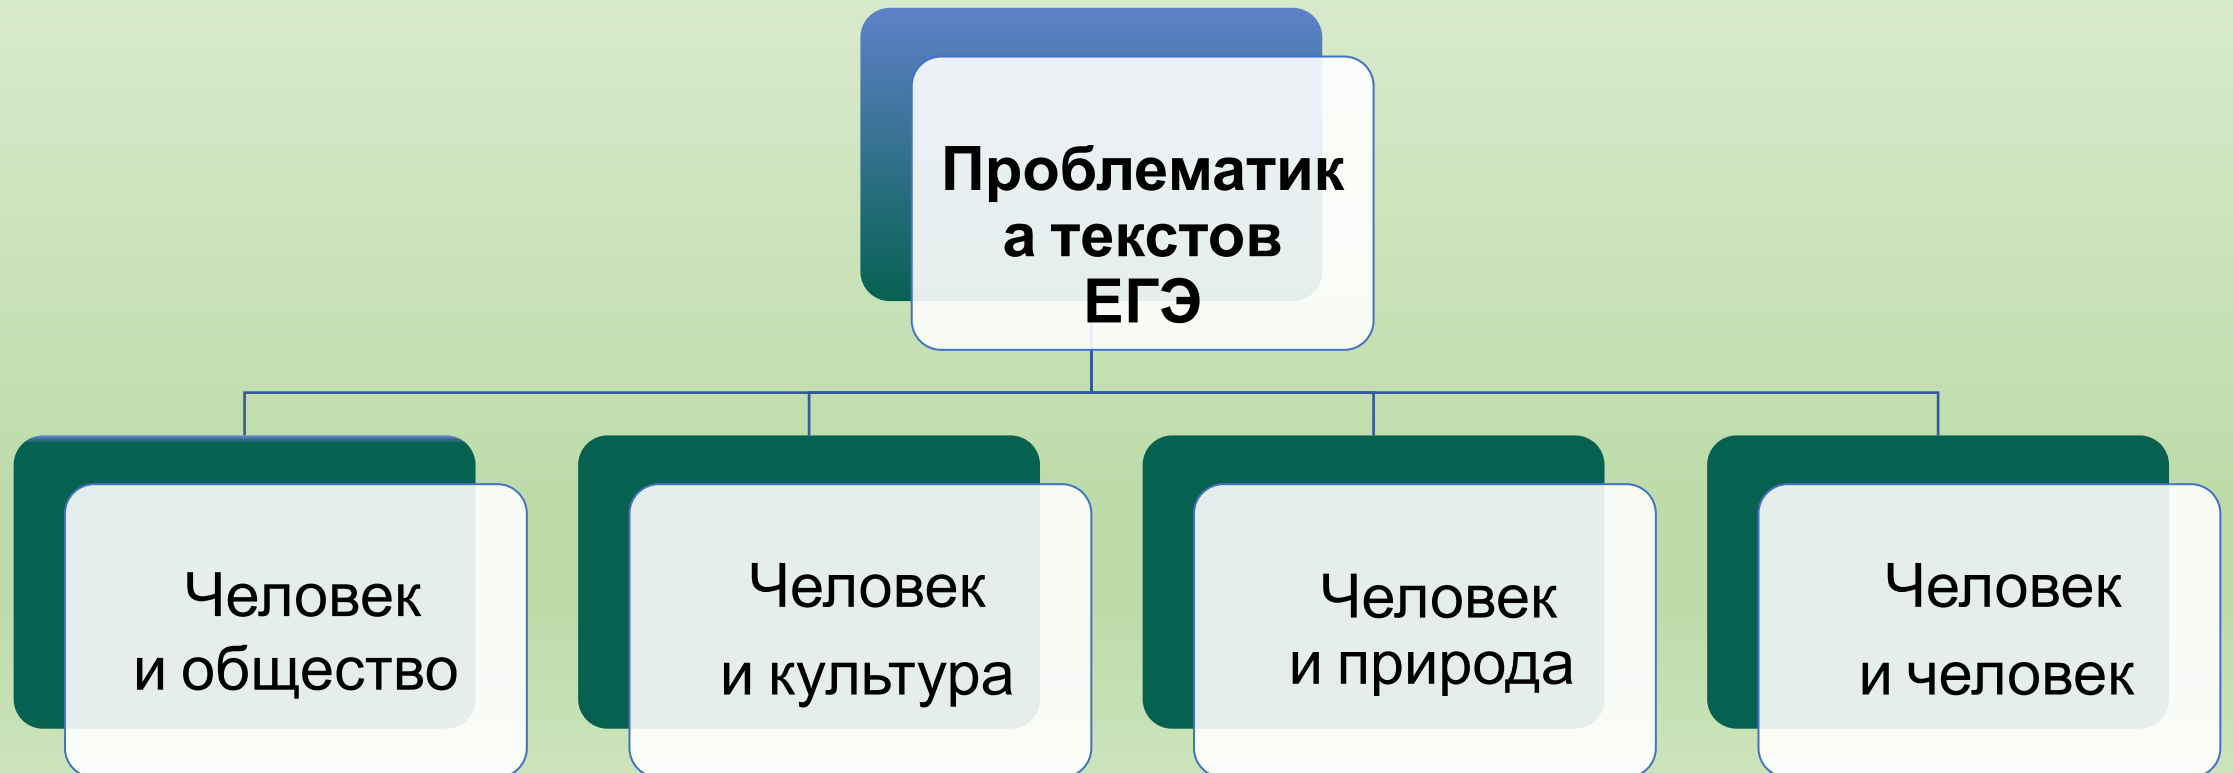 Проблематик
а текстов
ЕГЭ
Человек
и общество
Человек
и культура
Человек
и природа
Человек
и человек